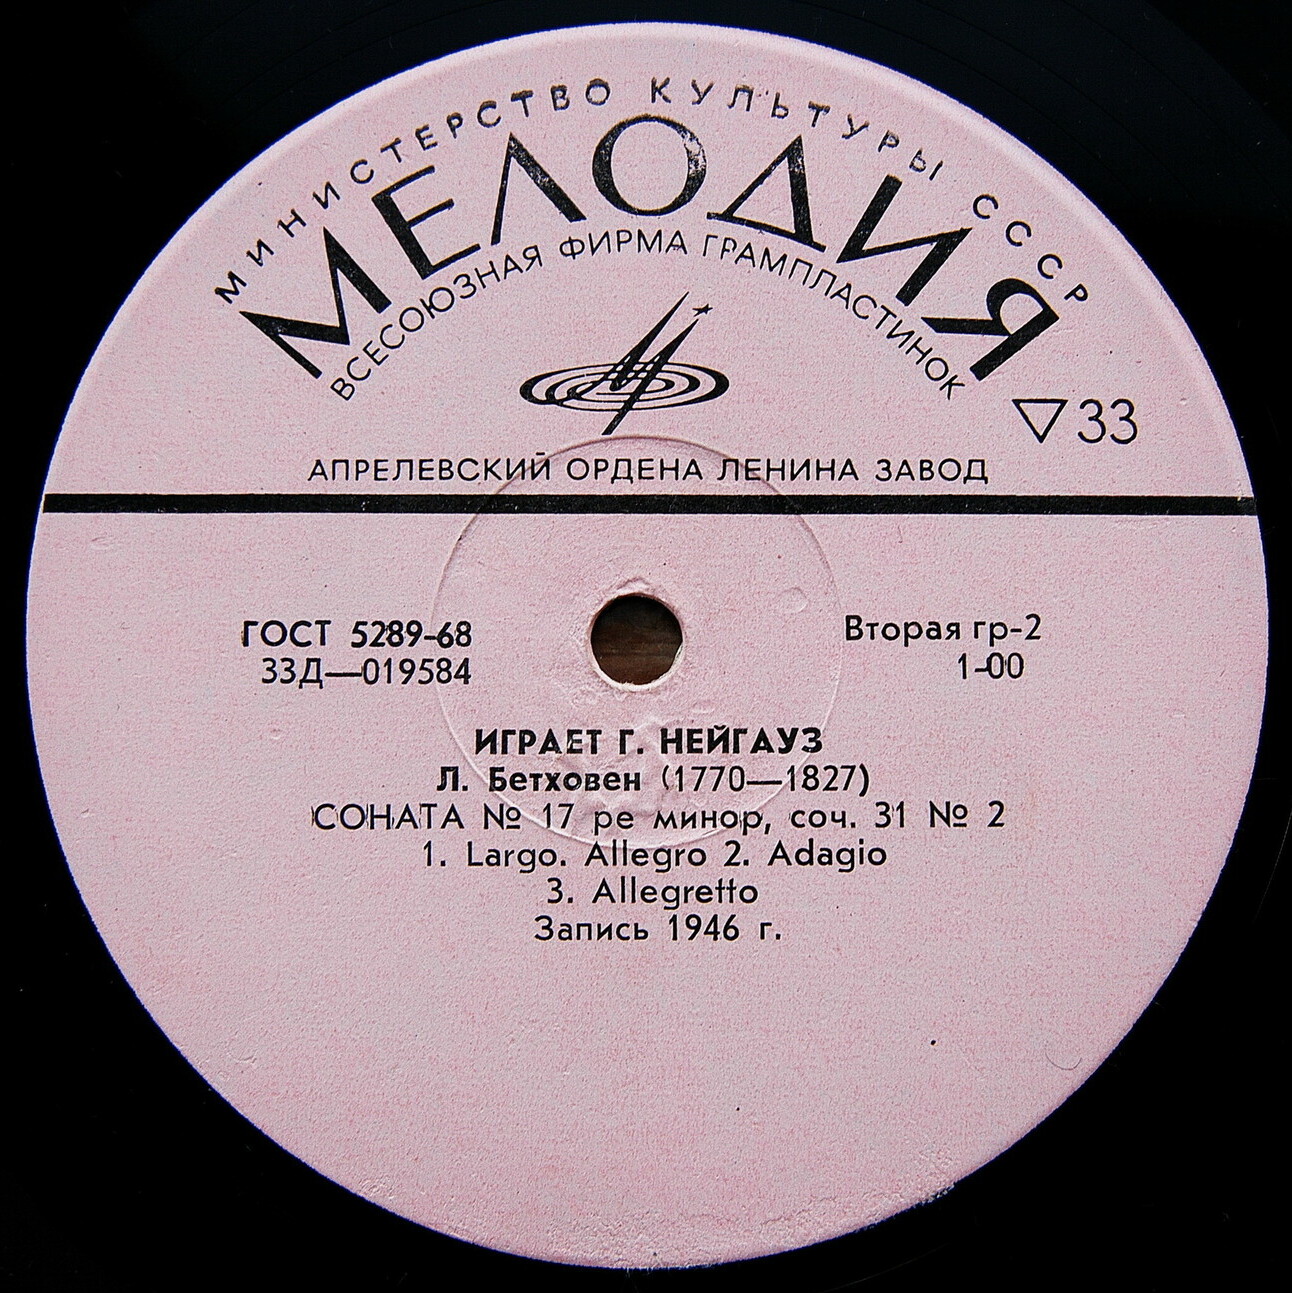 МИНИСТЕРСТВО КУЛЬТУРЫ СССР
МЕЛОДИЯ
ВСЕСОЮЗНАЯ ФИРМА ГРАМПЛАСТИНОК
▽33
АПРЕЛЕВСКИЙ ОРДЕНА ЛЕНИНА ЗАВОД
ГОСТ 5289-68
33Д—019584
Вторая гр-2
1-00
ИГРАЕТ Г. НЕЙГАУЗ
Л. Бетховен (1770—1827)
СОНАТА № 17 ре минор, соч. 31 № 2
1. Largo. Allegro 2. Adagio
3. Allegretto
Запись 1946 г.